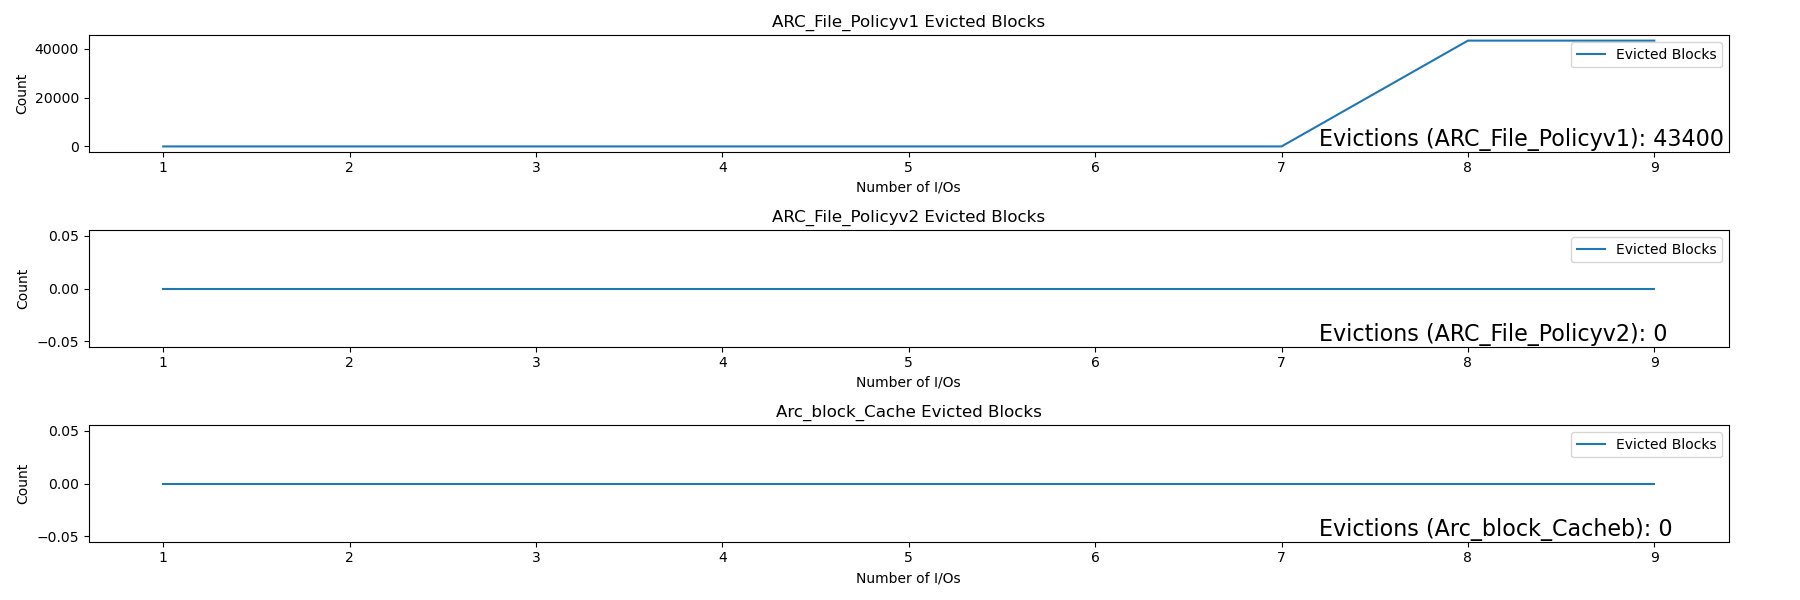 ARC_File_Policyv1 Evicted Blocks
40000
20000
0
Count
Evicted Blocks
Evictions (ARC_File_Policyv1): 43400
1 2 3 4 5 6 7 8 9
Number of I/Os
ARC_File_Policyv2 Evicted Blocks
0.05
0.00
−0.05
Count
Evicted Blocks
Evictions (ARC_File_Policyv2): 0
1 2 3 4 5 6 7 8 9
Number of I/Os
Arc_block_Cache Evicted Blocks
0.05
0.00
−0.05
Count
Evicted Blocks
Evictions (Arc_block_Cacheb): 0
1 2 3 4 5 6 7 8 9
Number of I/Os